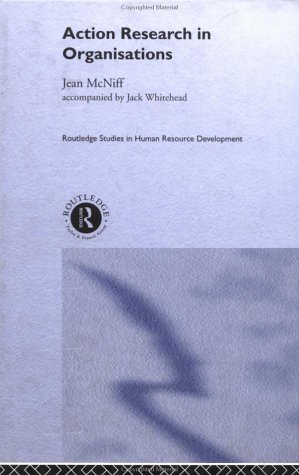 Copyrighted Material
Action Research in
Organisations
Jean McNiff
accompanied by Jack Whitehead
Routledge Studies in Human Resource Development
ROUTLEDGE
ROUTLEDGE
Taylor & Francis Group
Copyrighted Material